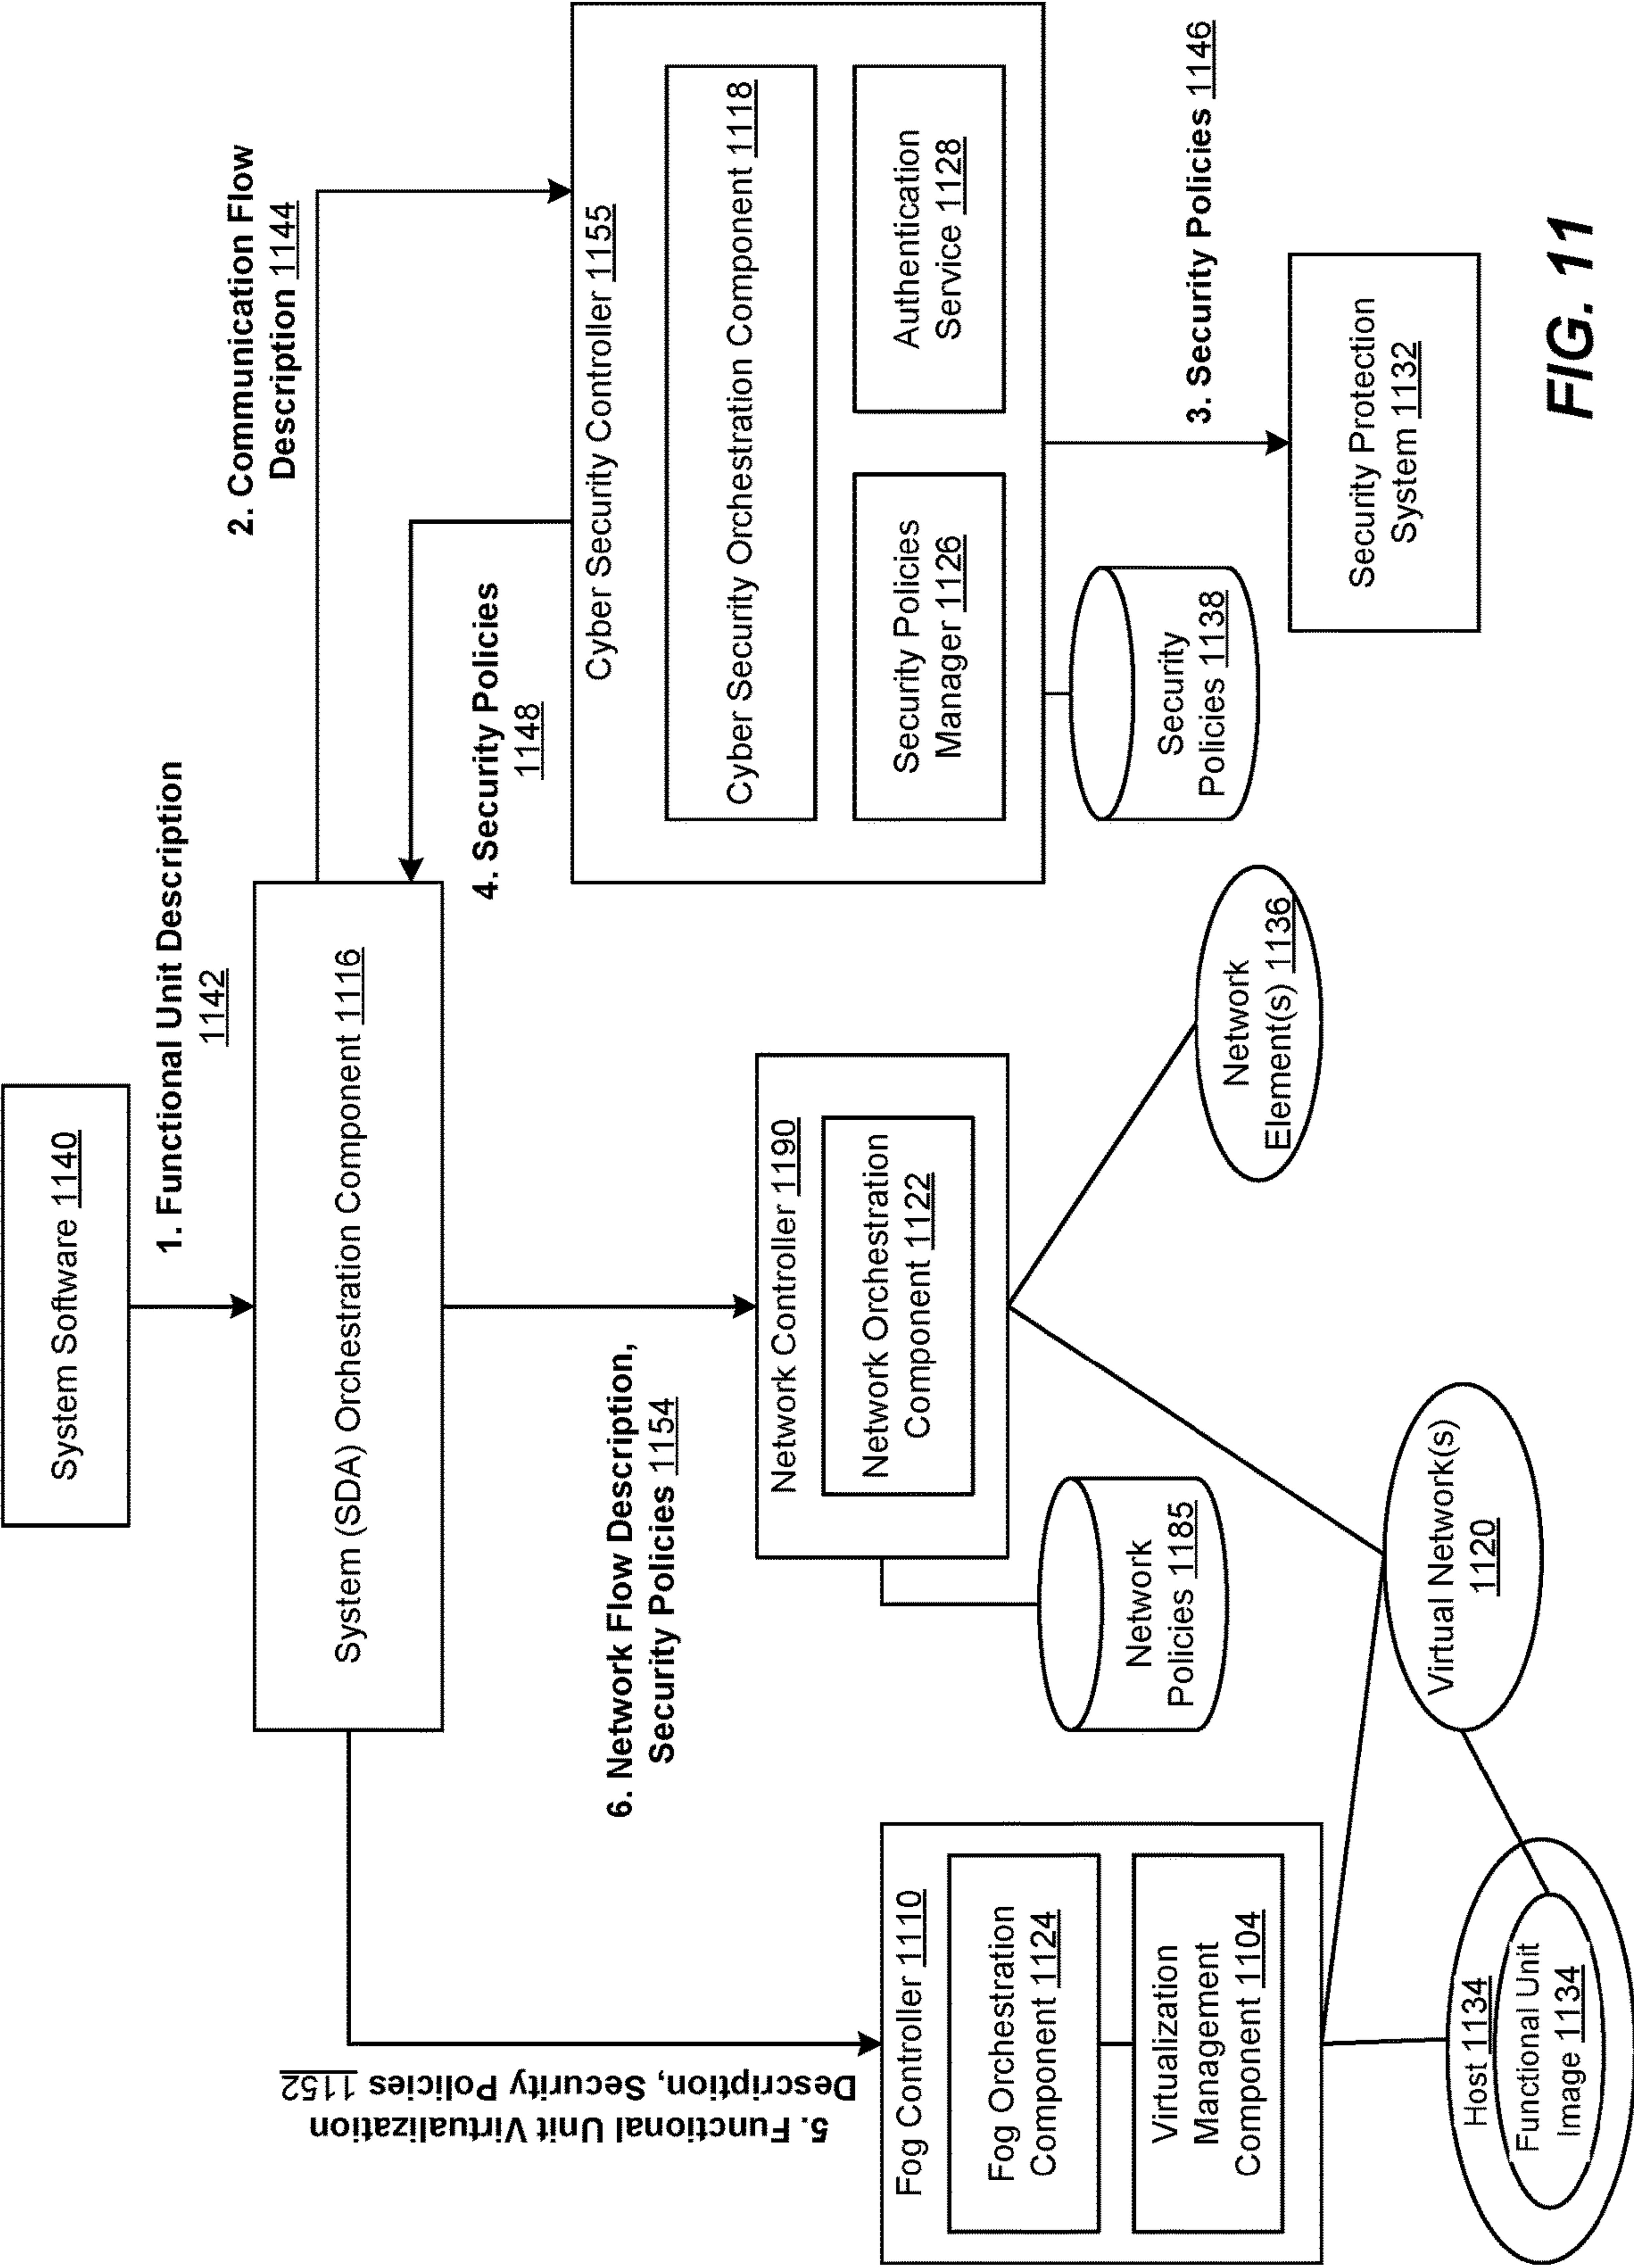 System Software 1140
1. Functional Unit Description
1142
2. Communication Flow
Description 1144
System (SDA) Orchestration Component 1116
4. Security Policies
1148
Cyber Security Controller 1155
Cyber Security Orchestration Component 1118
Security Policies
Manager 1126
Authentication
Service 1128
Security
Policies 1138
3. Security Policies 1146
Security Protection
System 1132
5. Functional Unit Virtualization
Description, Security Policies 1152
6. Network Flow Description,
Security Policies 1154
Network Controller 1190
Network Orchestration
Component 1122
Network
Policies 1185
Network
Element(s) 1136
Fog Controller 1110
Fog Orchestration
Component 1124
Virtualization
Management
Component 1104
Virtual Network(s)
1120
Host 1134
Functional Unit
Image 1134
FIG. 11